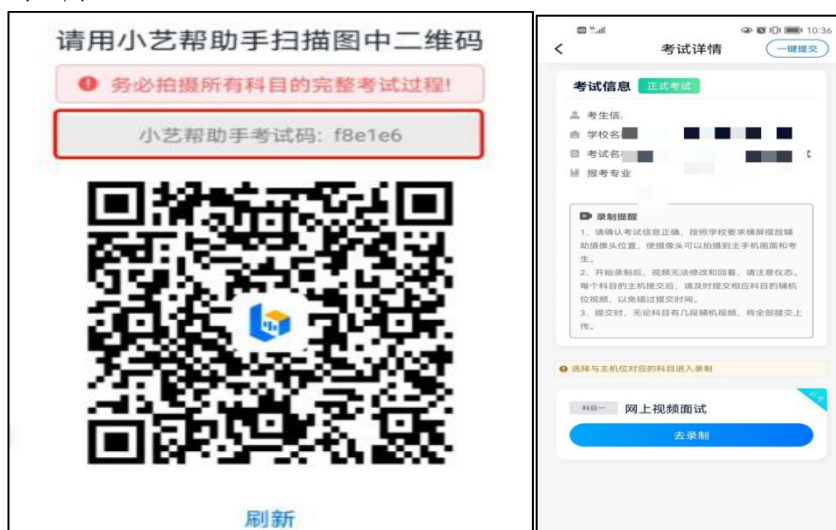 请用小艺帮助手扫描图中二维码
务必拍摄所有科目的完整考试过程!
小艺帮助手考试码: f8e1e6
刷新
10:36
考试详情
一键提交
考试信息 正式考试
考生信
学校名
考试名
报考专业
录制提醒
1、请确认考试信息正确，按照学校要求横屏摆放辅
助摄像头位置，使摄像头可以拍摄到主手机画面和考
生。
2、开始录制后，视频无法修改和回看，请注意仪态。
每个科目的主机提交后，请及时提交相应科目的辅机
位视频，以免错过提交时间。
3、提交时，无论科目有几段辅机视频，将全部提交上
传。
选择与主机位对应的科目进入录制
科目一 网上视频面试
去录制